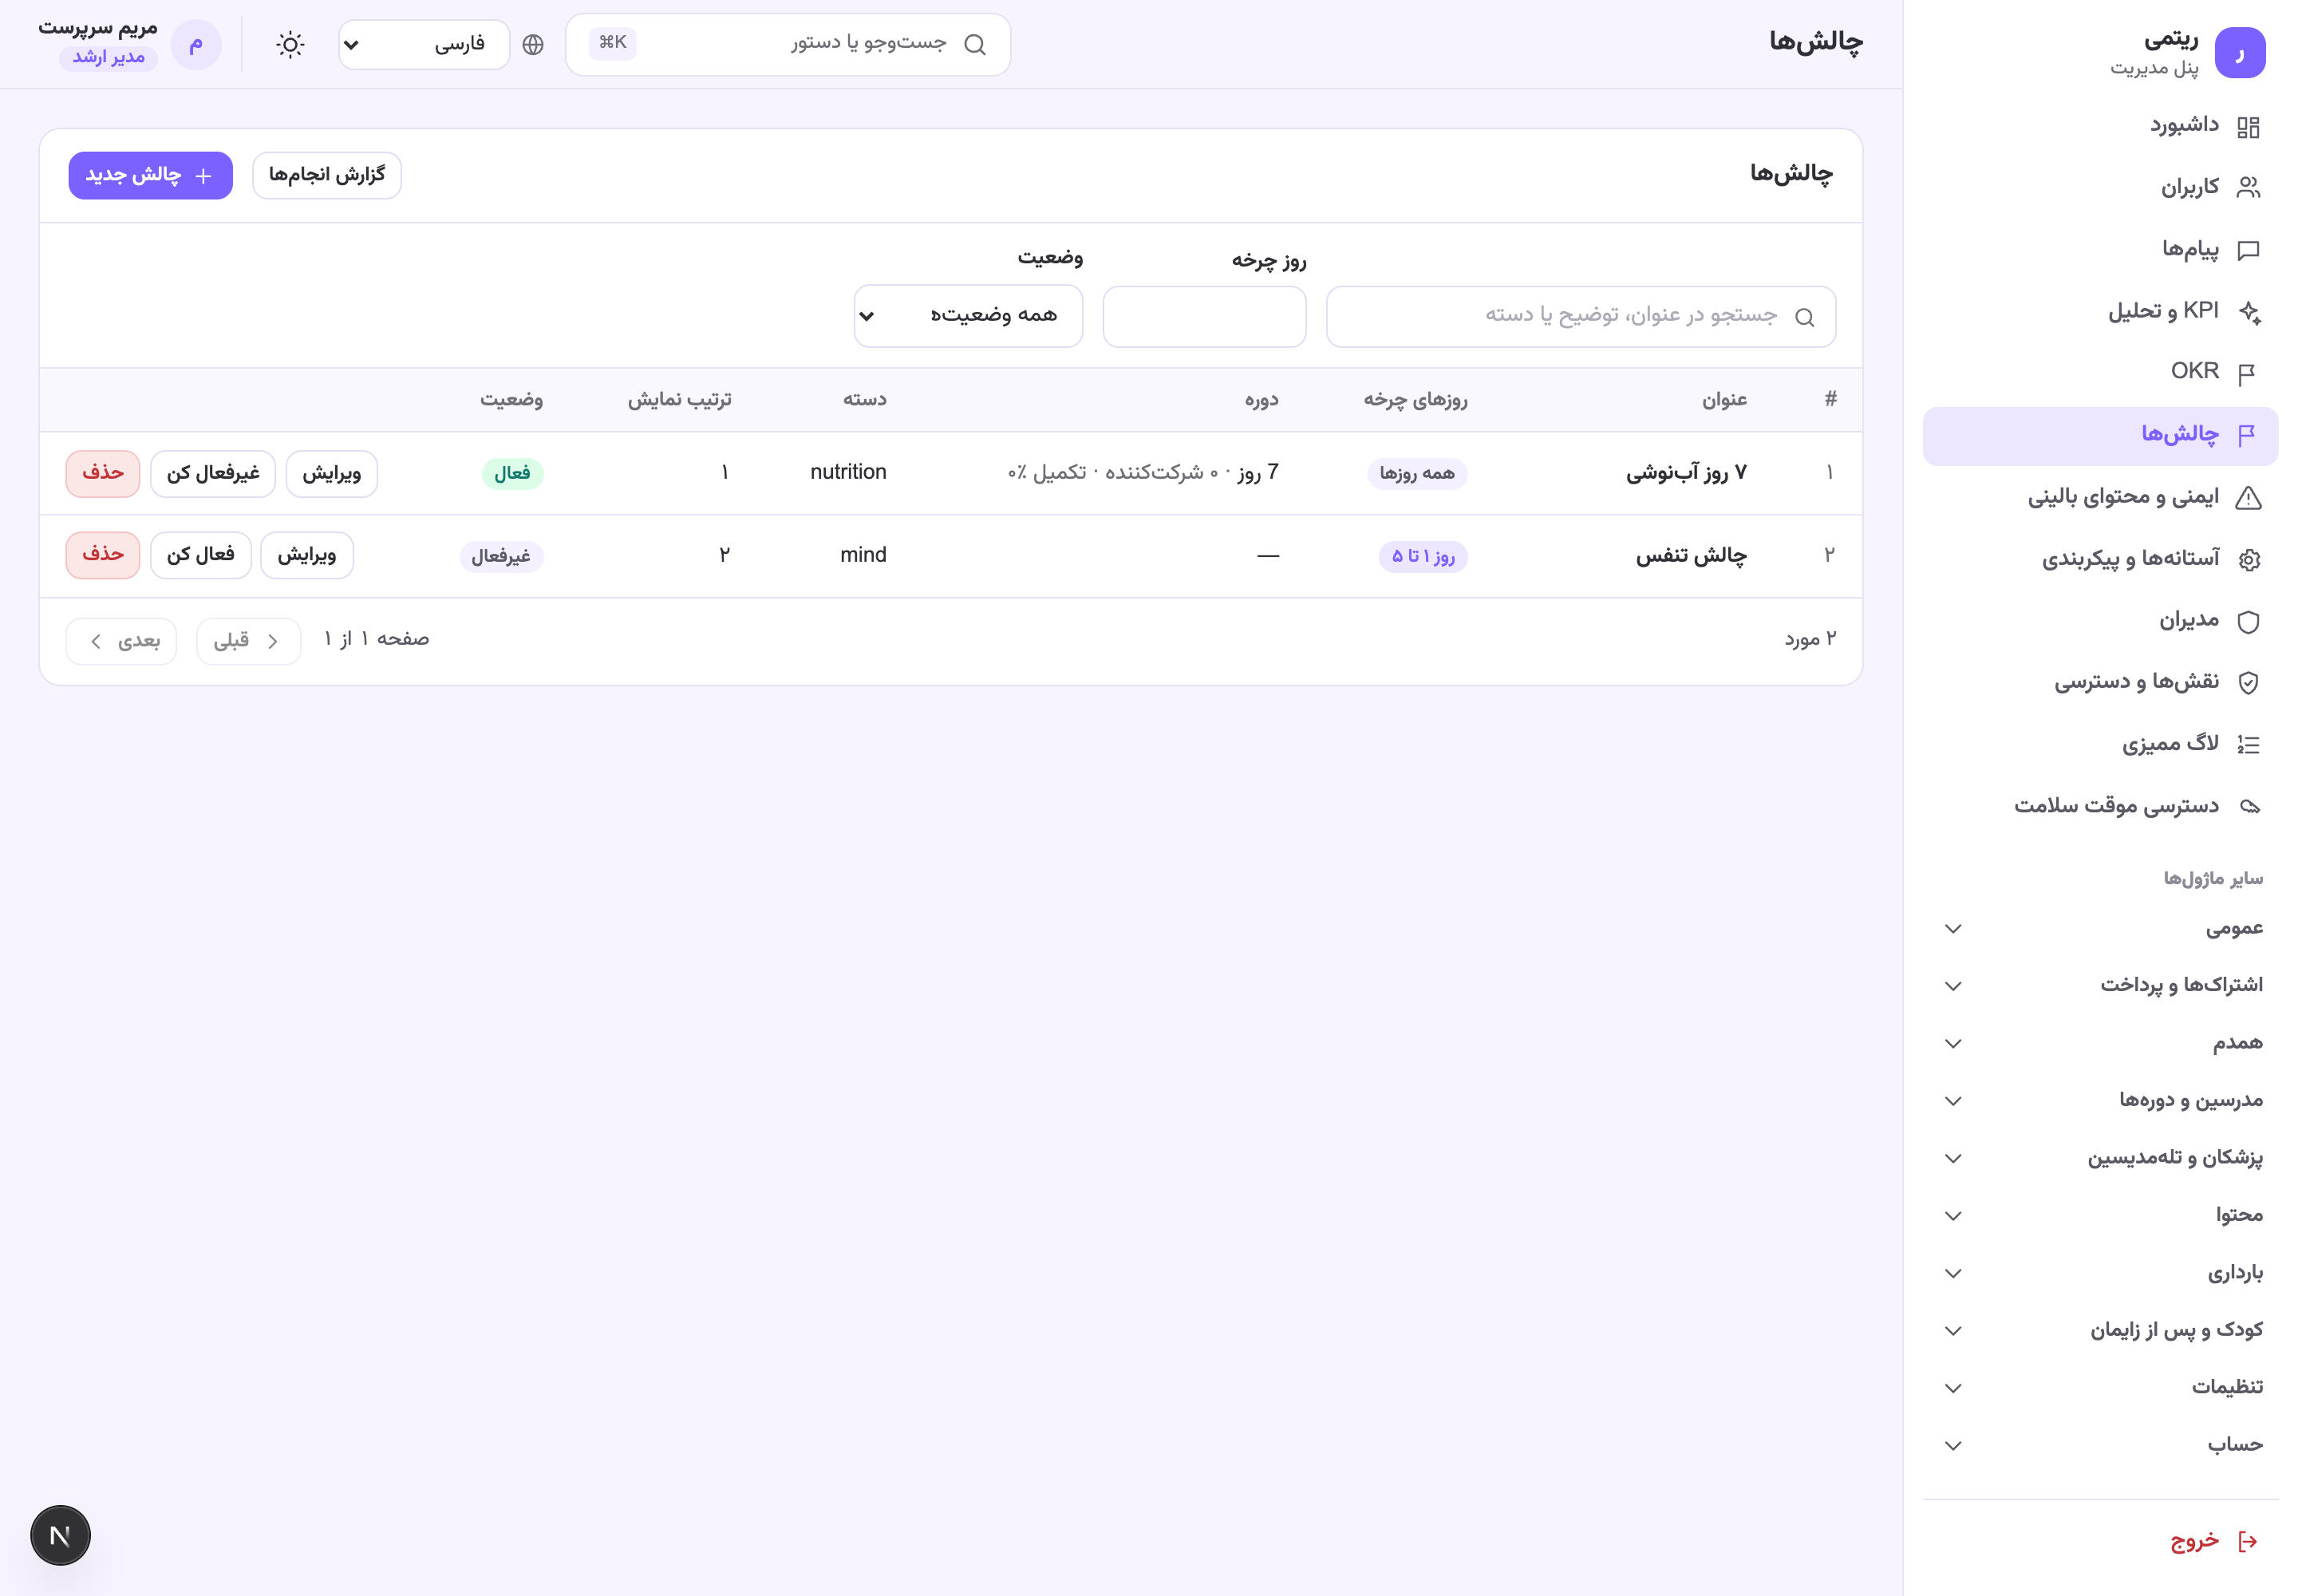 ریتمی
پنل مدیریت
ر
داشبورد
کاربران
پیام‌ها
KPI و تحلیل
OKR
چالش‌ها
ایمنی و محتوای بالینی
آستانه‌ها و پیکربندی
مدیران
نقش‌ها و دسترسی
لاگ ممیزی
دسترسی موقت سلامت
سایر ماژول‌ها
عمومی
اشتراک‌ها و پرداخت
همدم
مدرسین و دوره‌ها
پزشکان و تله‌مدیسین
محتوا
بارداری
کودک و پس از زایمان
تنظیمات
حساب
خروج
چالش‌ها
جست‌وجو یا دستور
⌘K
فارسی
م
مریم سرپرست
مدیر ارشد
چالش‌ها
گزارش انجام‌ها
چالش جدید
جستجو در عنوان، توضیح یا دسته
روز چرخه
وضعیت
همه وضعیت‌ه
# عنوان روزهای چرخه دوره دسته ترتیب نمایش وضعیت
۱ ۷ روز آب‌نوشی همه روزها 7 روز · ۰ شرکت‌کننده · تکمیل ۰٪ nutrition ۱ فعال ویرایش غیرفعال کن حذف
۲ چالش تنفس روز ۱ تا ۵ — mind ۲ غیرفعال ویرایش فعال کن حذف
۲ مورد
صفحه ۱ از ۱
قبلی
بعدی
N